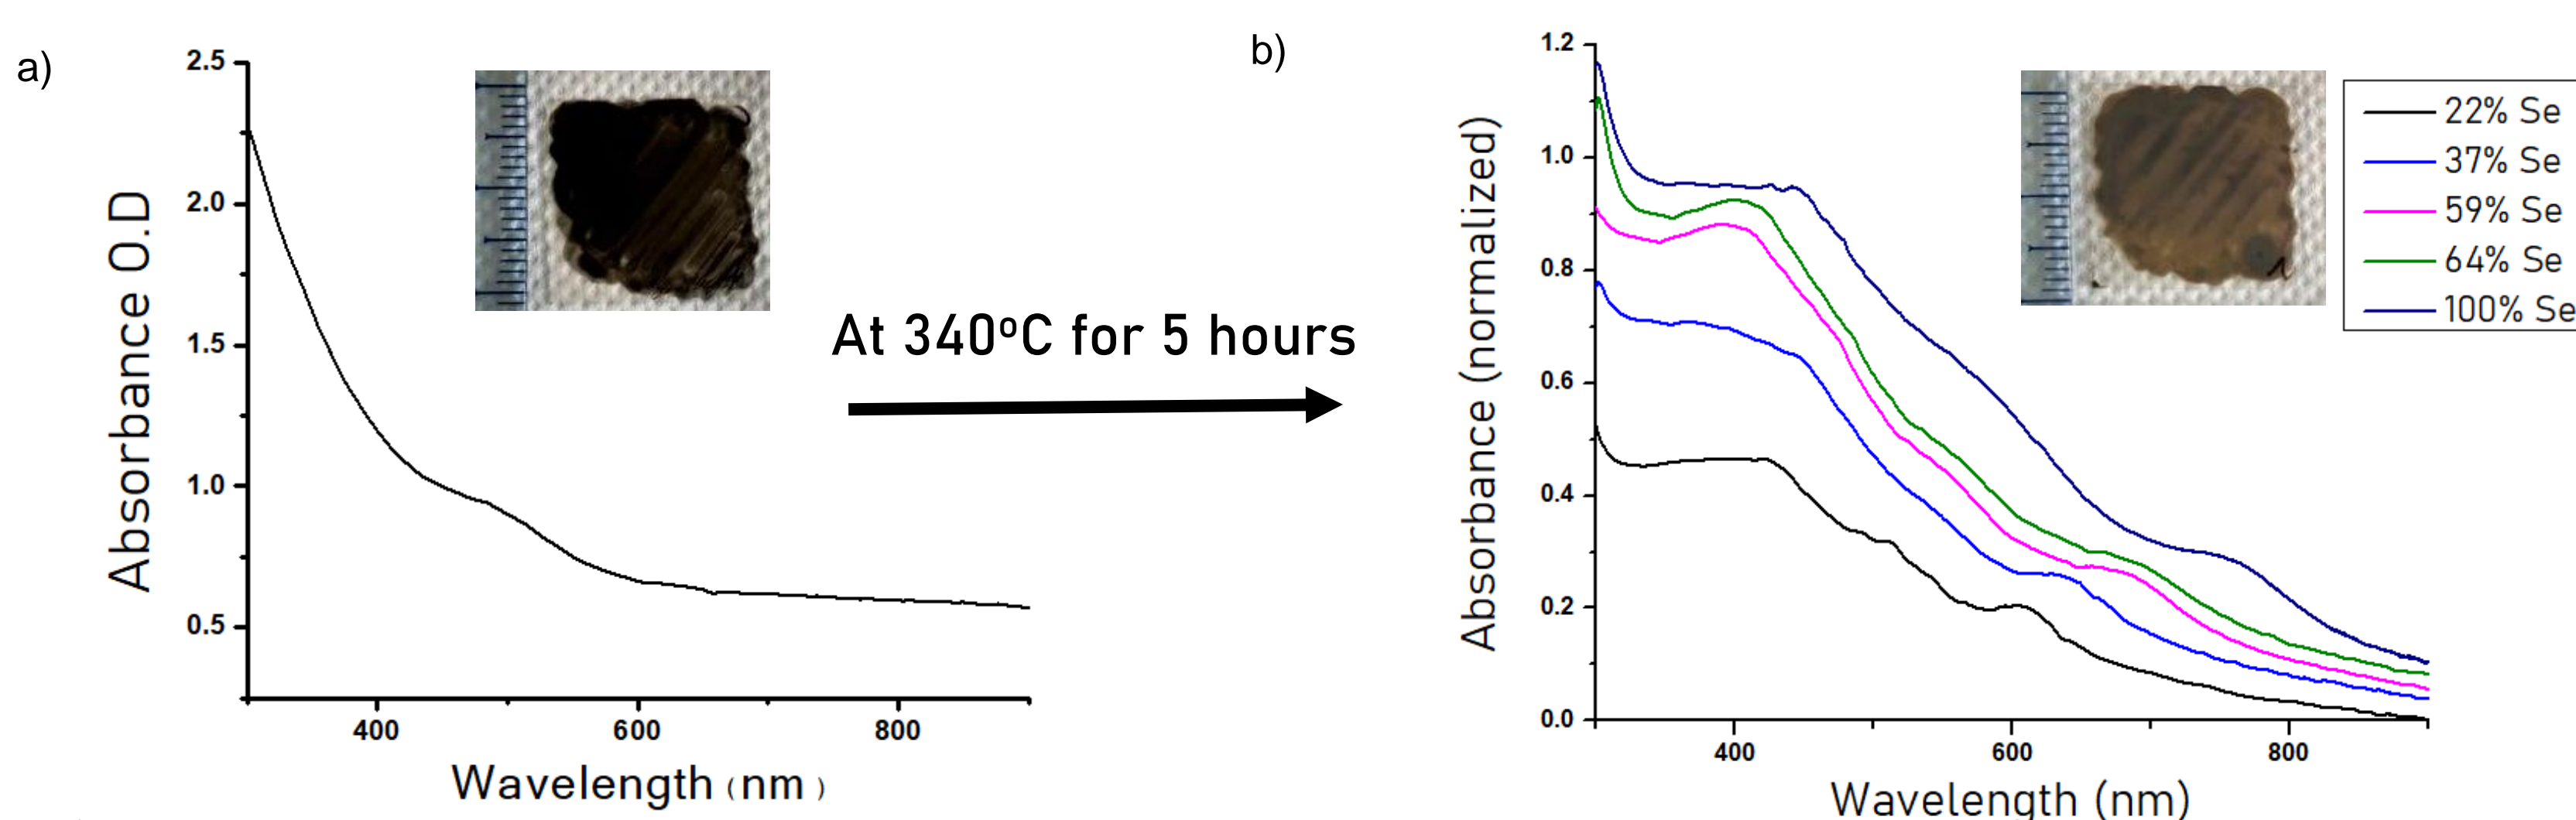 a)
2.5
2.0
1.5
1.0
0.5
400
600
800
Absorbance O.D
Wavelength (nm)
At 340ºC for 5 hours
b)
1.2
1.0
0.8
0.6
0.4
0.2
0.0
400
600
800
Absorbance (normalized)
Wavelength (nm)
22% Se
37% Se
59% Se
64% Se
100% Se